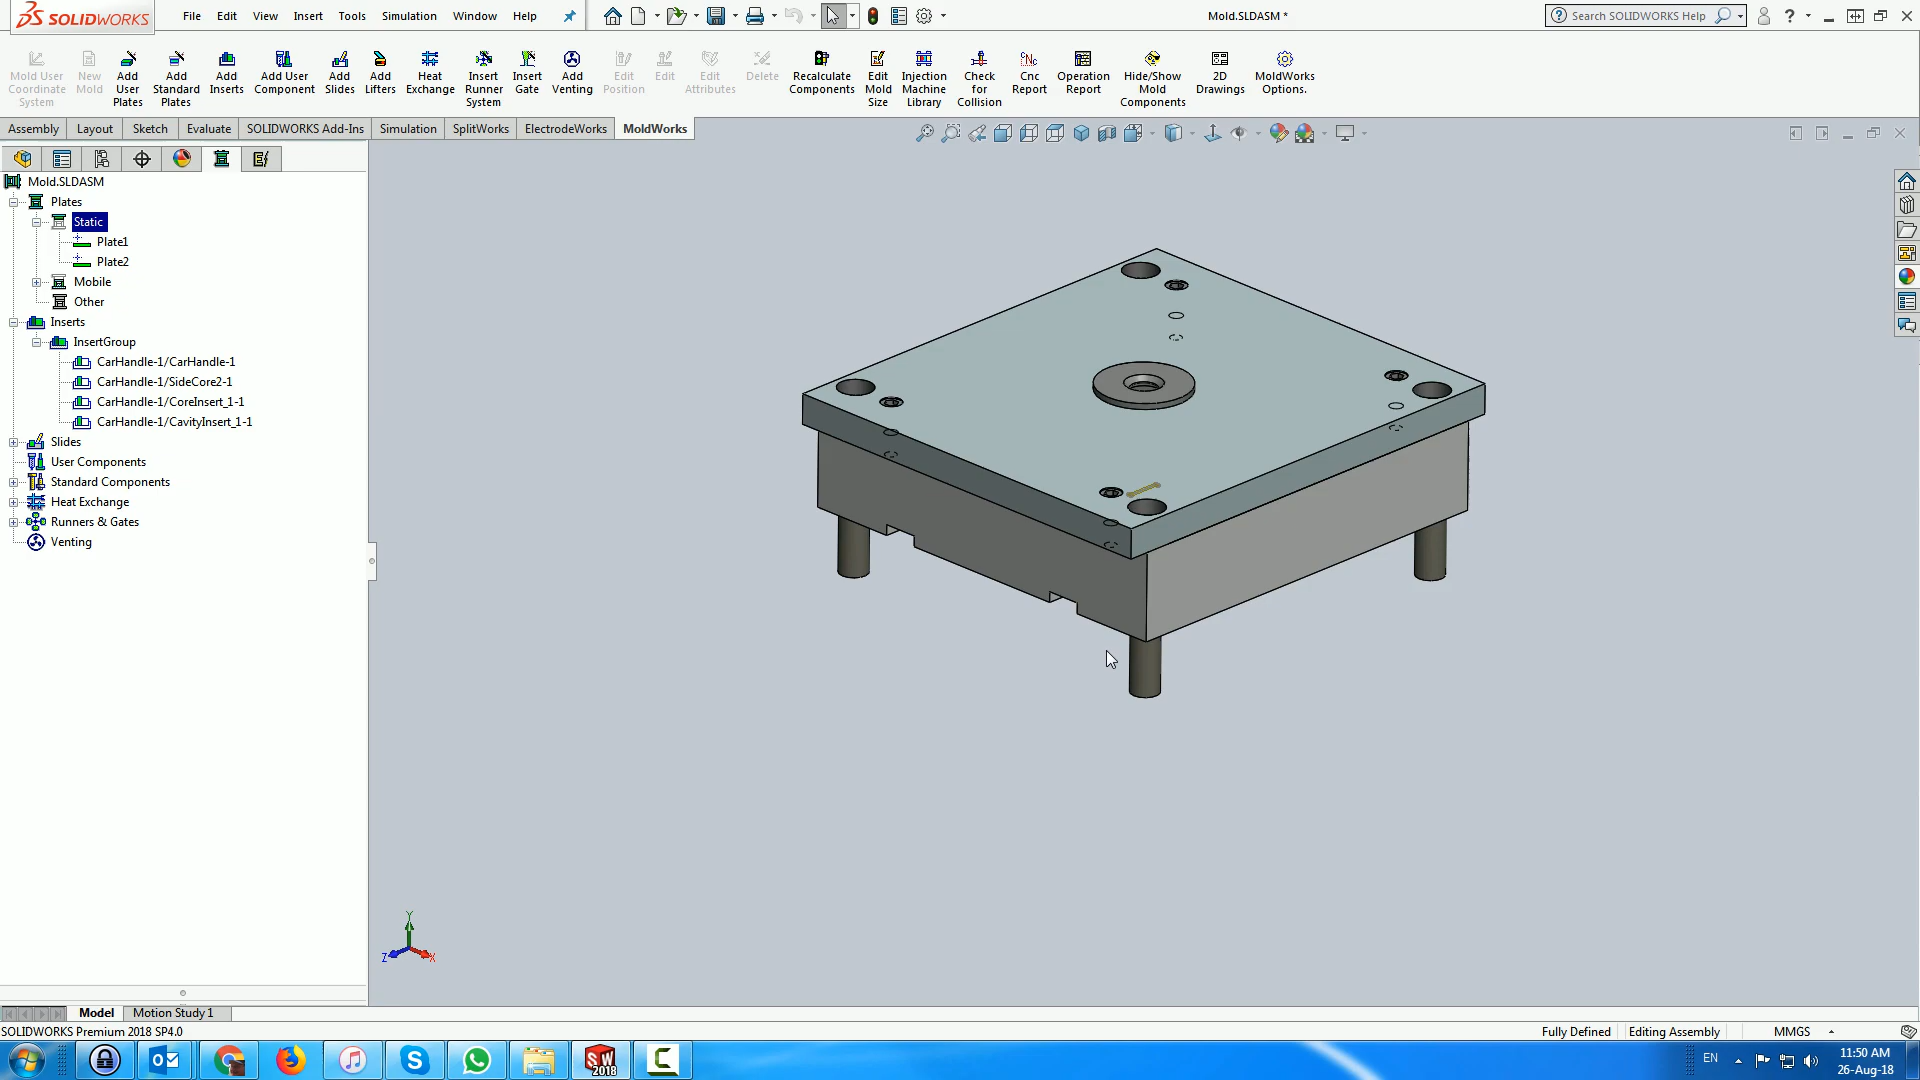 SOLIDWORKS File Edit View Insert Tools Simulation Window Help Mold.SLDASM * Search SOLIDWORKS Help ?
Mold User Coordinate System
New Mold
Add User Plates
Add Standard Plates
Add Inserts
Add User Component
Add Slides
Add Lifters
Heat Exchange
Insert Runner System
Insert Gate
Add Venting
Edit Position
Edit
Edit Attributes
Delete
Recalculate Components
Edit Mold Size
Injection Machine Library
Check for Collision
Cnc Report
Operation Report
Hide/Show Mold Components
2D Drawings
MoldWorks Options.
Assembly Layout Sketch Evaluate SOLIDWORKS Add-Ins Simulation SplitWorks ElectrodeWorks MoldWorks
Mold.SLDASM
Plates
Static
Plate1
Plate2
Mobile
Other
Inserts
InsertGroup
CarHandle-1/CarHandle-1
CarHandle-1/SideCore2-1
CarHandle-1/CoreInsert_1-1
CarHandle-1/CavityInsert_1-1
Slides
User Components
Standard Components
Heat Exchange
Runners & Gates
Venting
Y
Z X
Model Motion Study 1
SOLIDWORKS Premium 2018 SP4.0 Fully Defined Editing Assembly MMGS
SW 2018 EN 11:50 AM
26-Aug-18